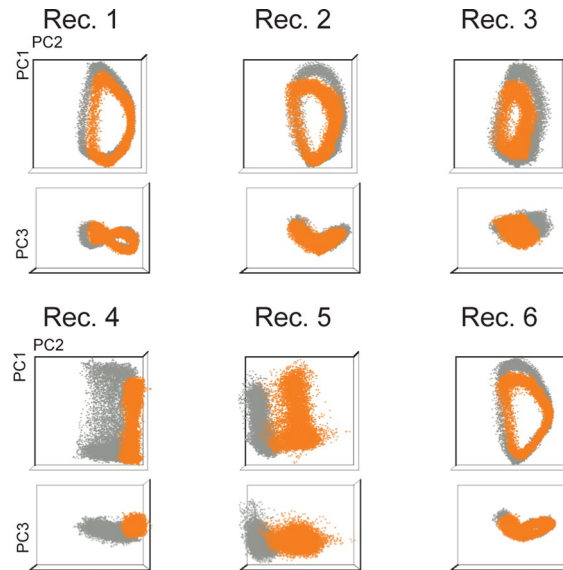 Rec. 1 Rec. 2 Rec. 3
PC2
PC1
PC3
Rec. 4 Rec. 5 Rec. 6
PC2
PC1
PC3